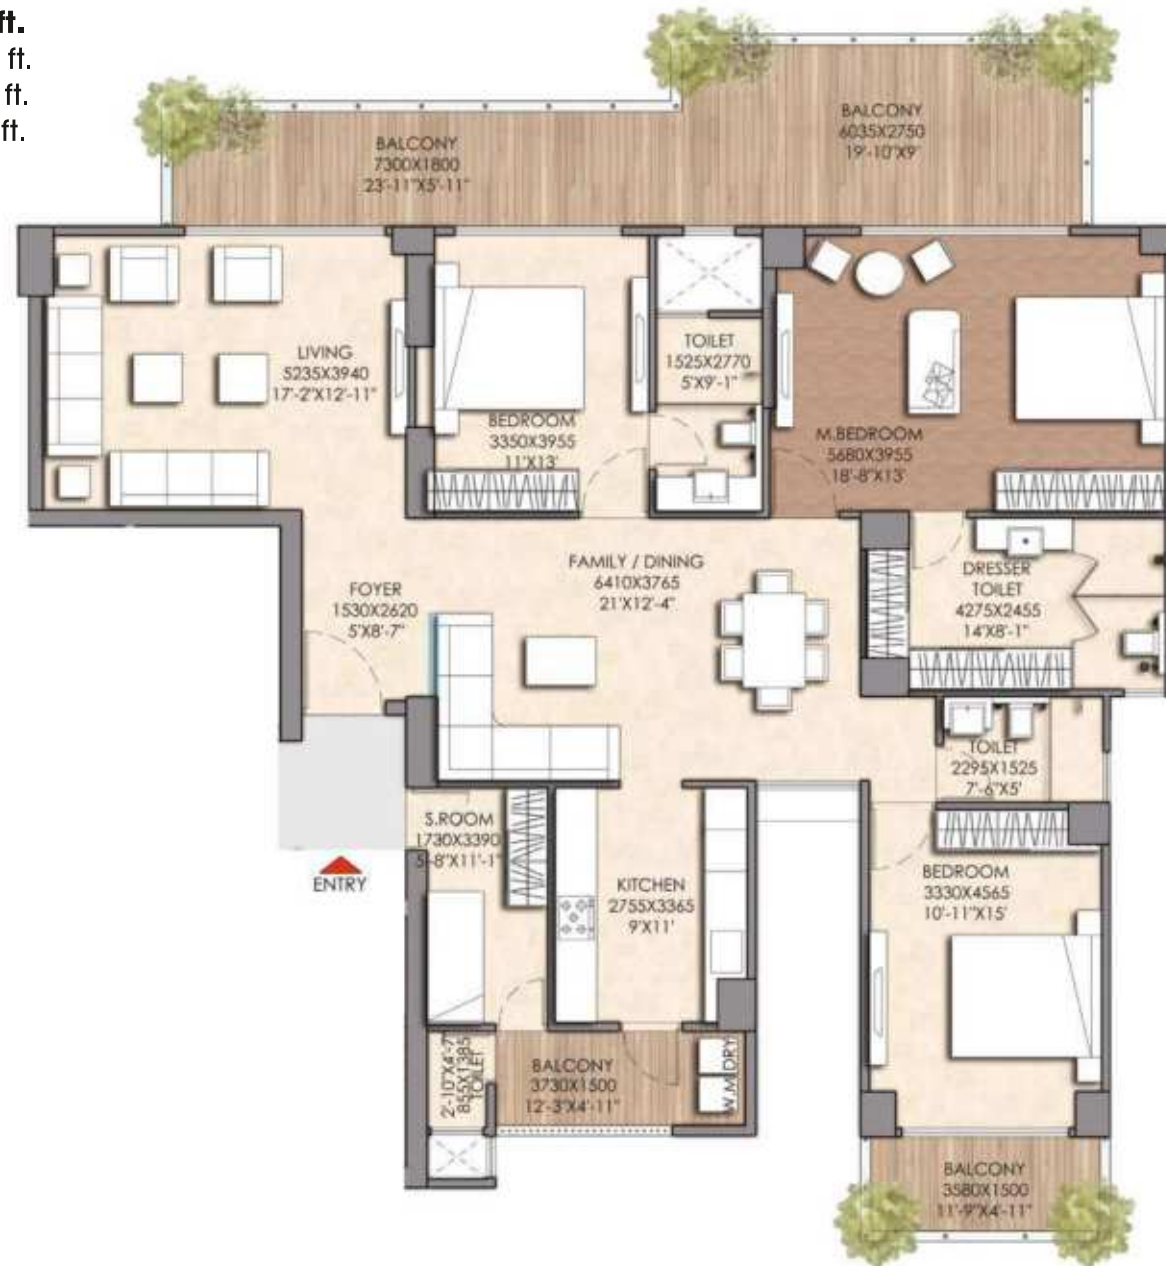 ft.
ft.
ft.
ft.
BALCONY
7300X1800
23'-11"X5'-11"
BALCONY
6035X2750
19'-10"X9'
LIVING
5235X3940
17'-2"X12'-11"
BEDROOM
3350X3955
11'X13'
TOILET
1525X2770
5'X9'-1"
M.BEDROOM
5680X3955
18'-8"X13'
FOYER
1530X2620
5'X8'-7"
FAMILY / DINING
6410X3765
21'X12'-4"
DRESSER
TOILET
4275X2455
14'X8'-1"
TOILET
2295X1525
7'-6"X5'
S.ROOM
1730X3390
5'-8"X11'-1"
ENTRY
KITCHEN
2755X3365
9'X11'
BEDROOM
3330X4565
10'-11"X15'
2'-10"X4'-7"
855X1385
TOILET
BALCONY
3730X1500
12'-3"X4'-11"
W.M.DRY
BALCONY
3580X1500
11'-9"X4'-11"